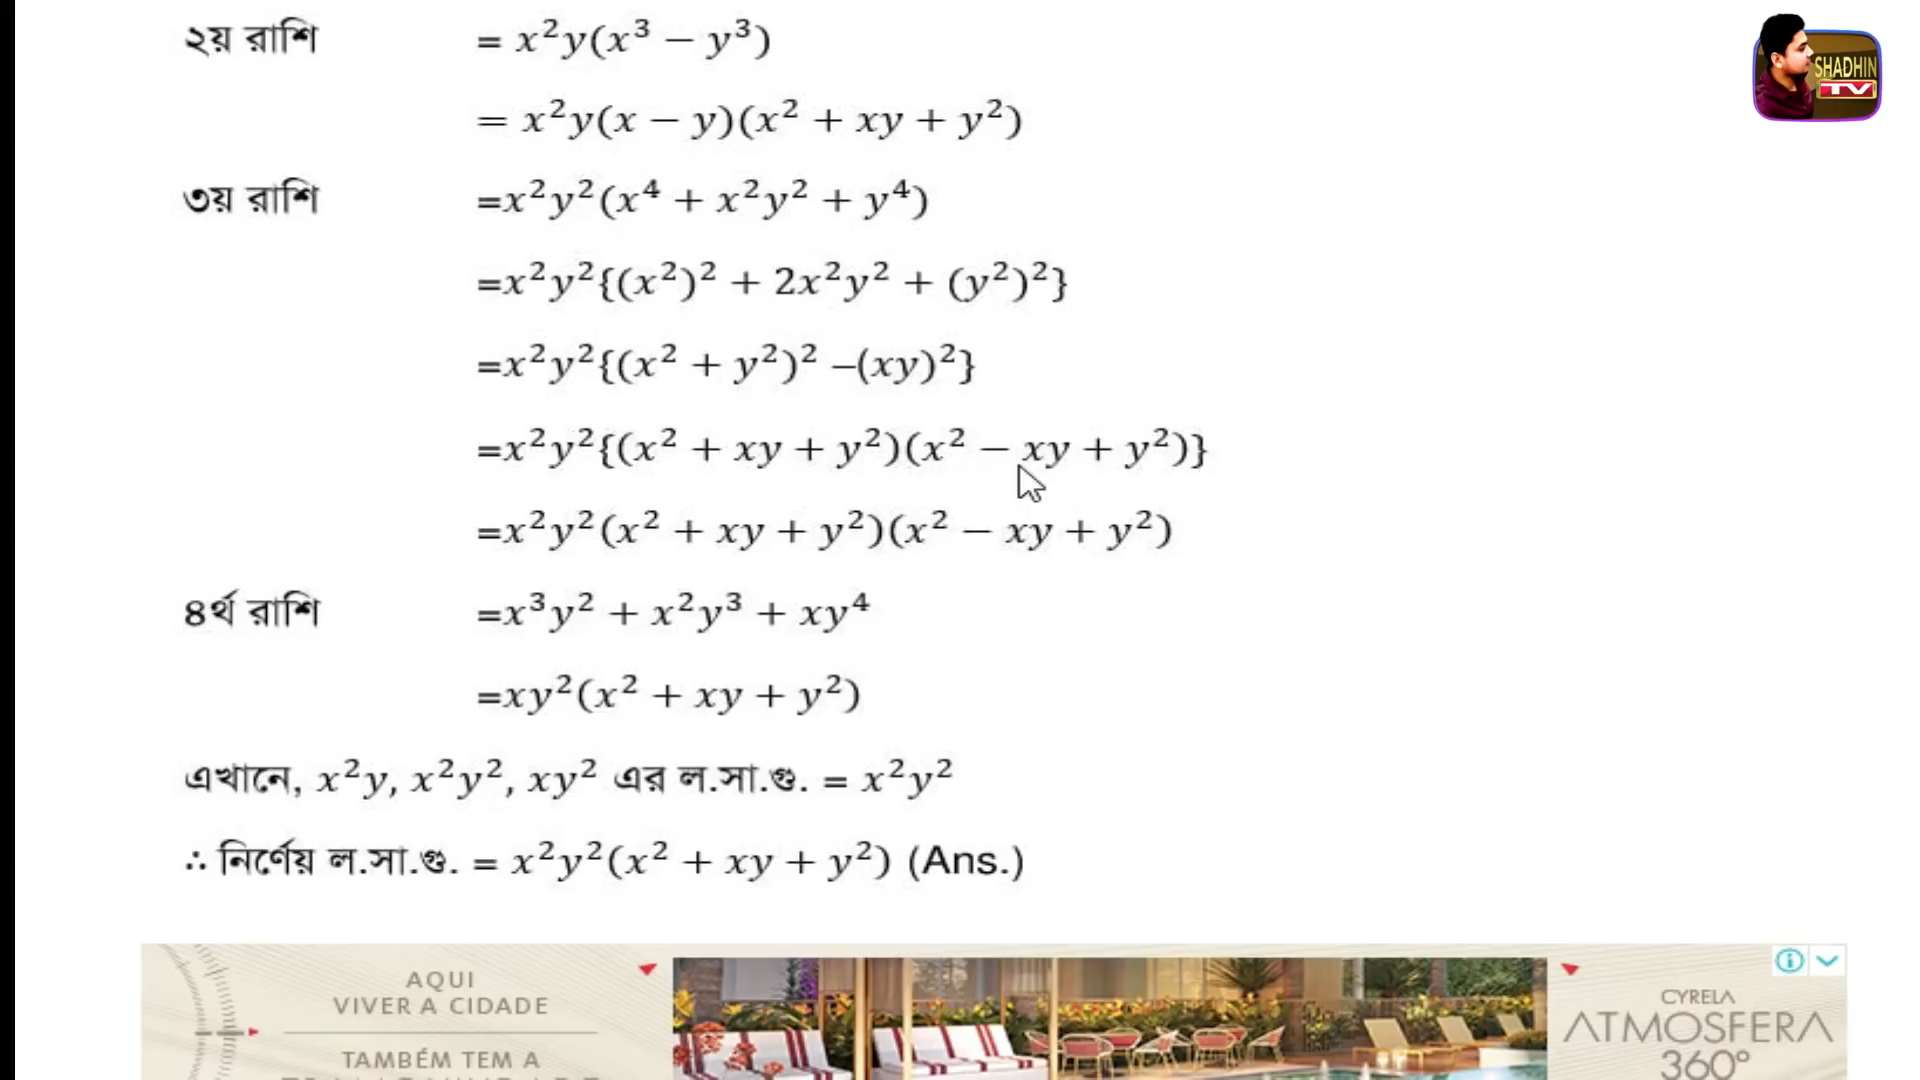 ২য় রাশি = x²y(x³ − y³)
= x²y(x − y)(x² + xy + y²)
৩য় রাশি =x²y²(x⁴ + x²y² + y⁴)
=x²y²{(x²)² + 2x²y² + (y²)²}
=x²y²{(x² + y²)² –(xy)²}
=x²y²{(x² + xy + y²)(x² − xy + y²)}
=x²y²(x² + xy + y²)(x² − xy + y²)
৪র্থ রাশি =x³y² + x²y³ + xy⁴
=xy²(x² + xy + y²)
এখানে, x²y, x²y², xy² এর ল.সা.গু. = x²y²
∴ নির্ণেয় ল.সা.গু. = x²y²(x² + xy + y²) (Ans.)
SHADHIN
TV
AQUI
VIVER A CIDADE
TAMBÉM TEM A
CYRELA
ATMOSFERA
360°